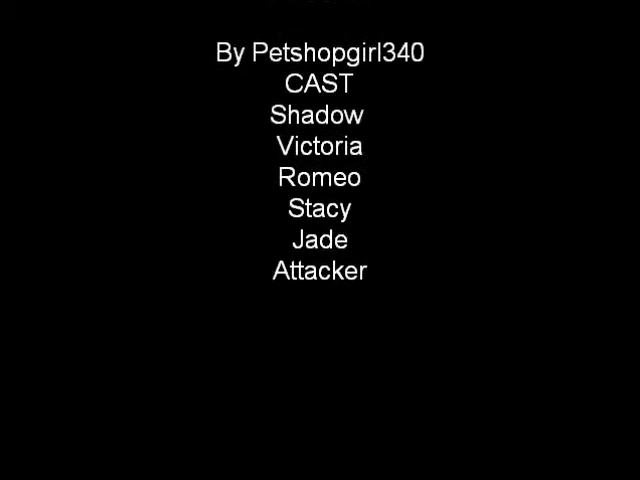 By Petshopgirl340
CAST
Shadow
Victoria
Romeo
Stacy
Jade
Attacker